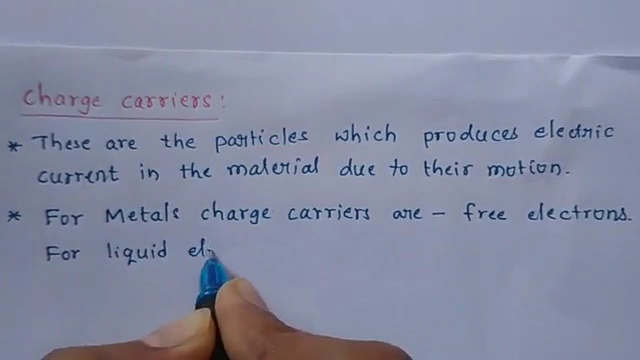 Charge carriers:
* These are the particles which produces electric
current in the material due to their motion.
* For Metals charge carriers are - free electrons.
For liquid el